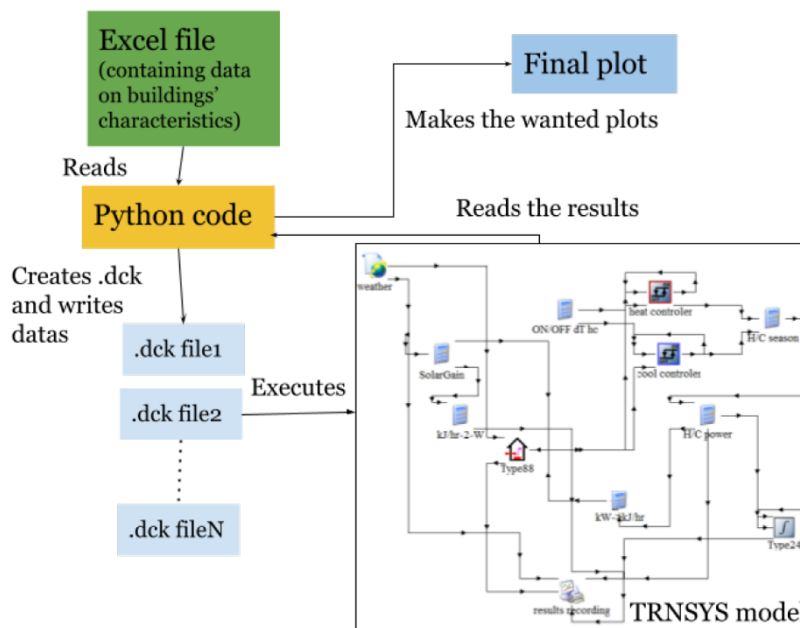 Excel file
(containing data
on buildings'
characteristics)
Final plot
Makes the wanted plots
Reads
Python code
Reads the results
Creates .dck
and writes
datas
.dck file1
Executes
.dck file2
.dck fileN
weather
SolarGain
kJ/hr-2-W
Type88
ON/OFF dT hc
heat controler
cool controler
H/C season
H/C power
kW->kJ/hr
Type24
results recording
TRNSYS model